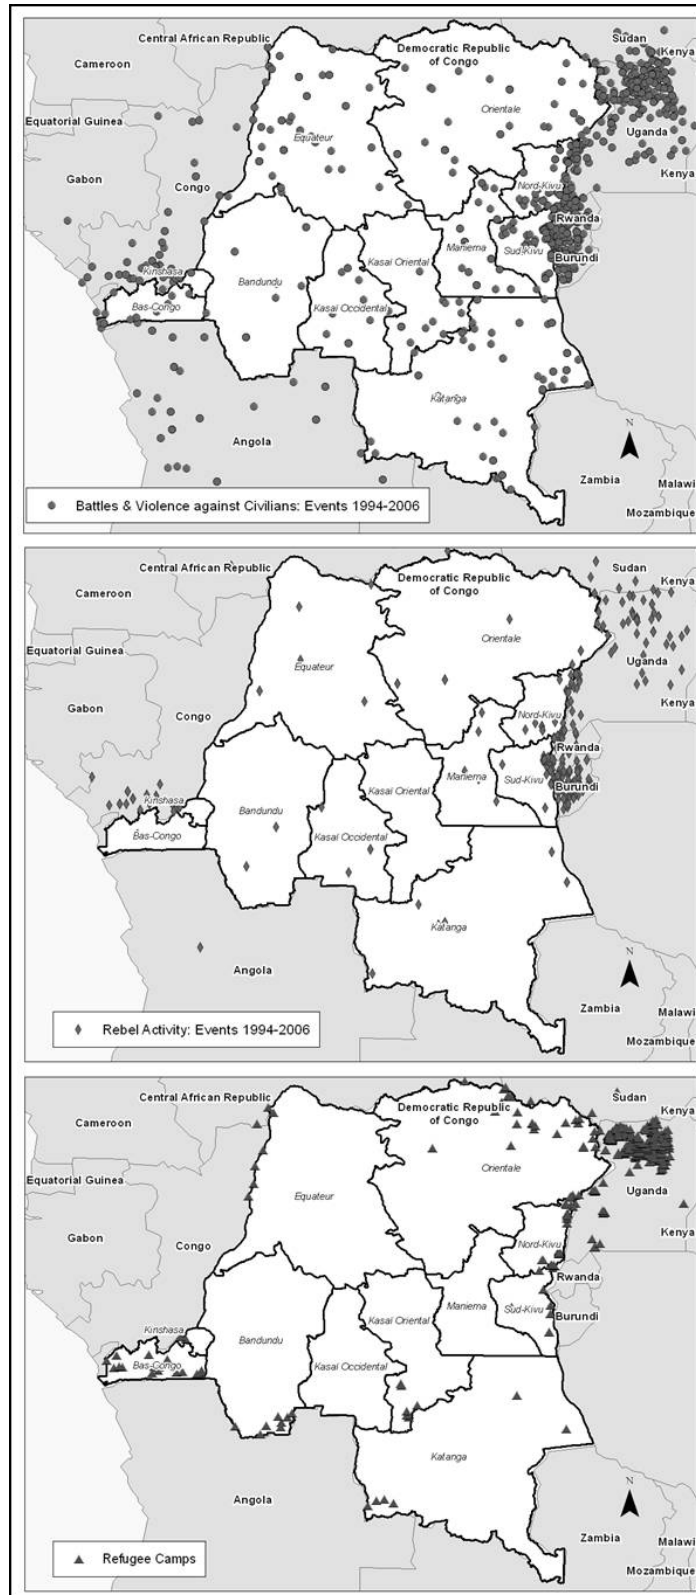 Central African Republic
Democratic Republic
of Congo
Sudan
Kenya
Cameroon
Orientale
Equatorial Guinea
Equateur
Uganda
Kenya
Gabon
Congo
Nord-Kivu
Rwanda
Kinshasa
Bandundu
Kasai Oriental
Maniema
Sud-Kivu
Burundi
Bas-Congo
Kasai Occidental
Katanga
N
Angola
Zambia
Malawi
Mozambique
Battles & Violence against Civilians: Events 1994-2006
Central African Republic
Democratic Republic
of Congo
Sudan
Kenya
Cameroon
Orientale
Equatorial Guinea
Equateur
Uganda
Gabon
Congo
Nord-Kivu
Kenya
Rwanda
Kinshasa
Bandundu
Kasai Oriental
Maniema
Sud-Kivu
Burundi
Bas-Congo
Kasai Occidental
Katanga
N
Angola
Zambia
Malawi
Mozambique
Rebel Activity: Events 1994-2006
Central African Republic
Democratic Republic
of Congo
Sudan
Kenya
Cameroon
Orientale
Equatorial Guinea
Equateur
Uganda
Gabon
Congo
Nord-Kivu
Kenya
Rwanda
Kinshasa
Bandundu
Kasai Oriental
Maniema
Sud-Kivu
Burundi
Bas-Congo
Kasai Occidental
Katanga
N
Angola
Zambia
Malawi
Mozambique
Refugee Camps